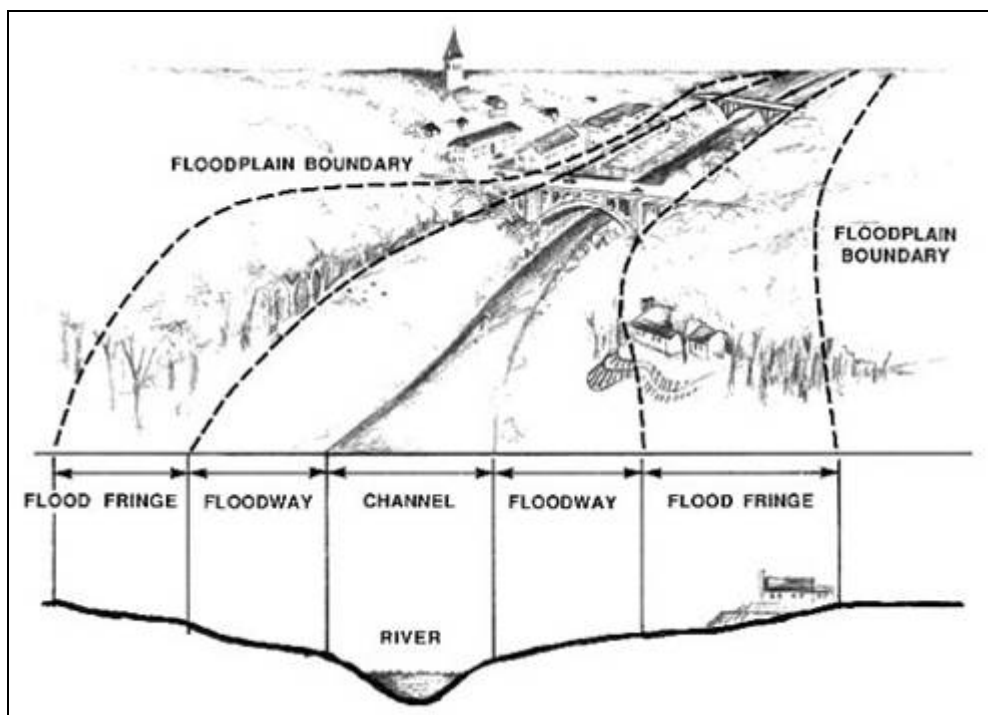 FLOODPLAIN BOUNDARY
FLOODPLAIN
BOUNDARY
FLOOD FRINGE
FLOODWAY
CHANNEL
FLOODWAY
FLOOD FRINGE
RIVER